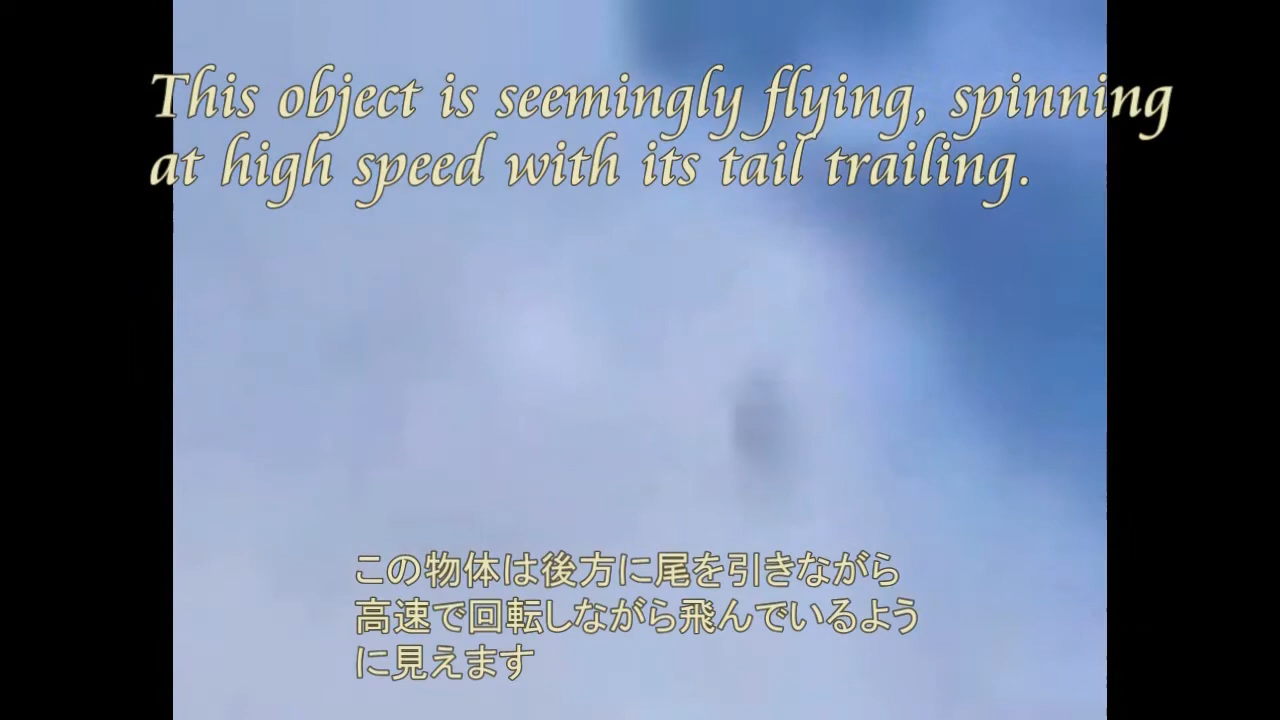 This object is seemingly flying, spinning
at high speed with its tail trailing.
この物体は後方に尾を引きながら
高速で回転しながら飛んでいるよう
に見えます